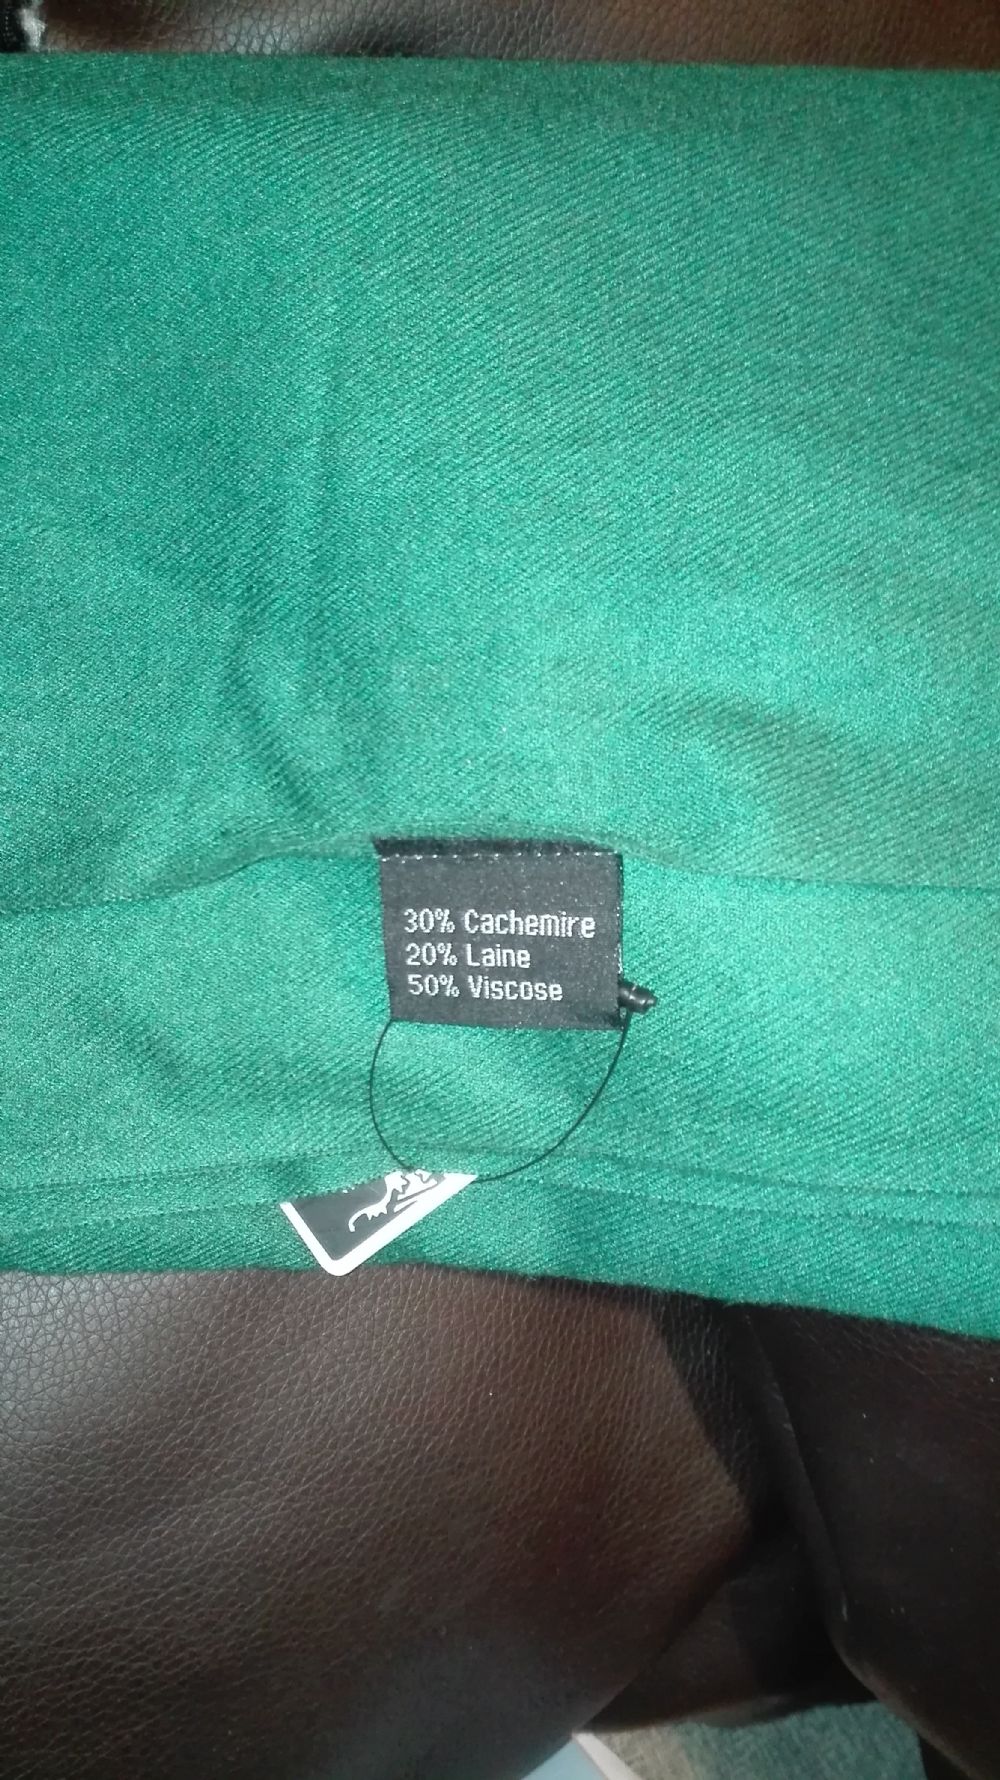 30% Cachemire
20% Laine
50% Viscose